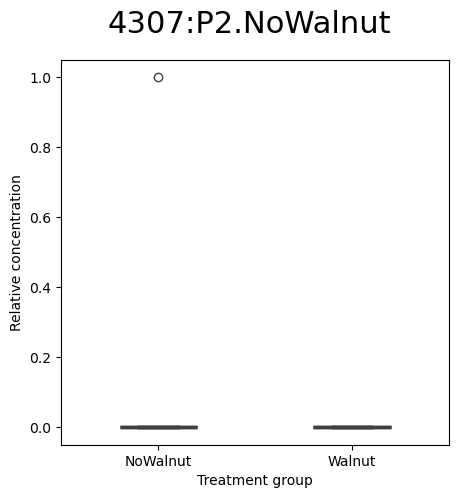 4307:P2.NoWalnut
1.0
0.8
0.6
0.4
0.2
0.0
Relative concentration
NoWalnut
Walnut
Treatment group